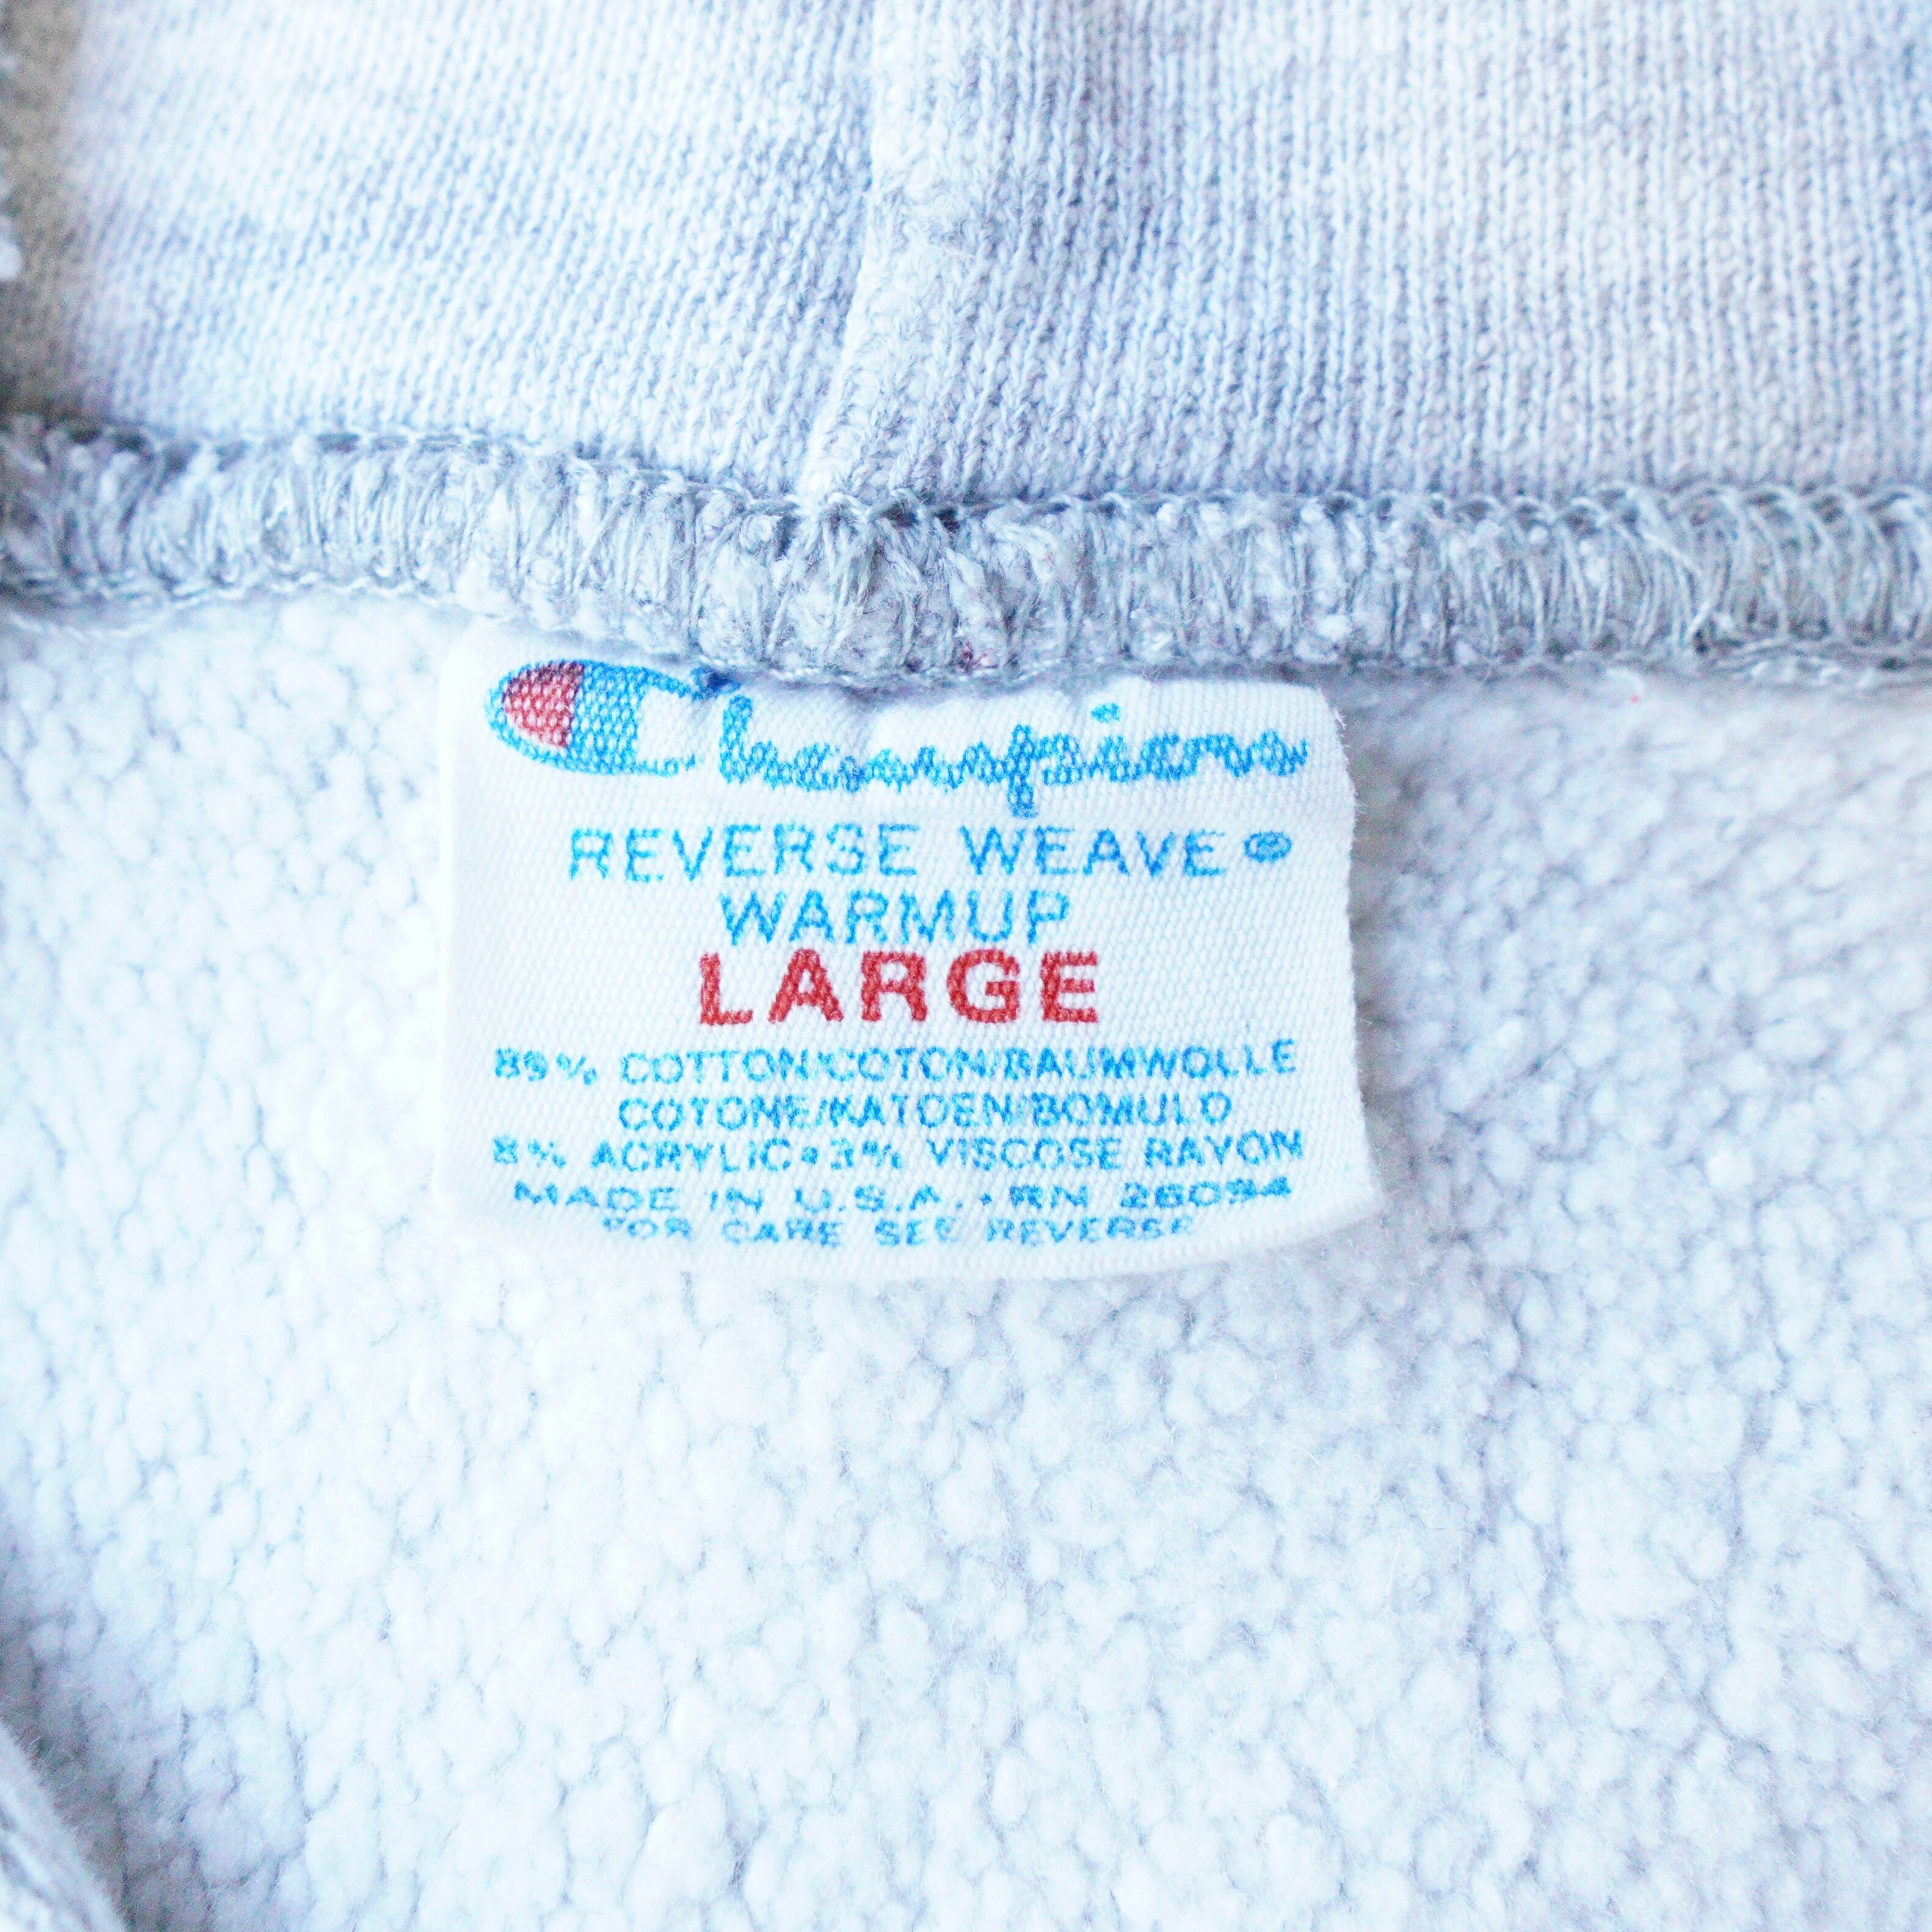 Champion
REVERSE WEAVE®
WARMUP
LARGE
89% COTTON/COTON/BAUMWOLLE
COTONE/KATOEN/BOMULD
8% ACRYLIC•3% VISCOSE RAYON
MADE IN U.S.A.•RN 26094
FOR CARE SEE REVERSE